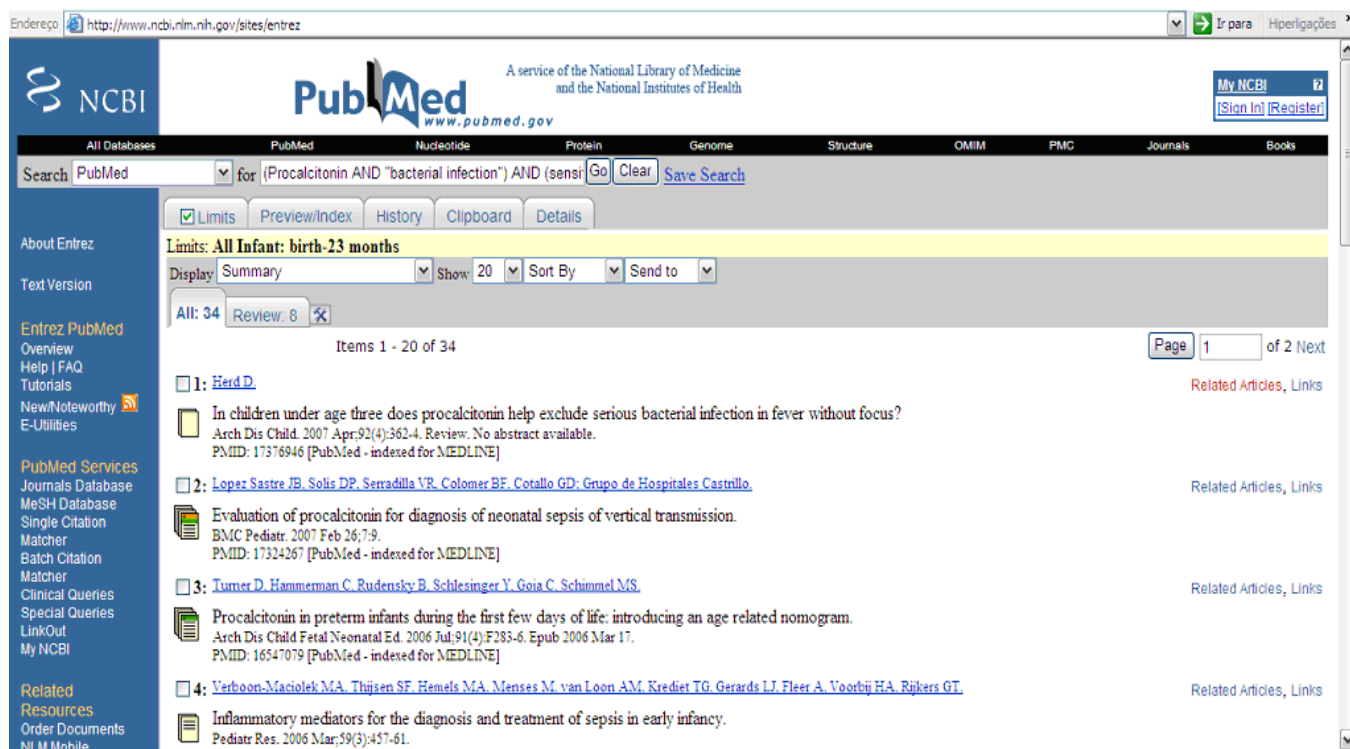 Endereço http://www.ncbi.nlm.nih.gov/sites/entrez Ir para Hiperligações
NCBI
PubMed
www.pubmed.gov
A service of the National Library of Medicine
and the National Institutes of Health
My NCBI
[Sign In] [Register]
All Databases PubMed Nucleotide Protein Genome Structure OMIM PMC Journals Books
Search PubMed for (Procalcitonin AND "bacterial infection") AND (sensi Go Clear Save Search
Limits Preview/Index History Clipboard Details
Limits: All Infant: birth-23 months
Display Summary Show 20 Sort By Send to
All: 34 Review: 8
Items 1 - 20 of 34 Page 1 of 2 Next
1: Herd D. Related Articles, Links
In children under age three does procalcitonin help exclude serious bacterial infection in fever without focus?
Arch Dis Child. 2007 Apr;92(4):362-4. Review. No abstract available.
PMID: 17376946 [PubMed - indexed for MEDLINE]
2: Lopez Sastre JB, Solis DP, Serradilla VR, Colomer BF, Cotallo GD; Grupo de Hospitales Castrillo. Related Articles, Links
Evaluation of procalcitonin for diagnosis of neonatal sepsis of vertical transmission.
BMC Pediatr. 2007 Feb 26;7:9.
PMID: 17324267 [PubMed - indexed for MEDLINE]
3: Turner D, Hammerman C, Rudensky B, Schlesinger Y, Goia C, Schimmel MS. Related Articles, Links
Procalcitonin in preterm infants during the first few days of life: introducing an age related nomogram.
Arch Dis Child Fetal Neonatal Ed. 2006 Jul;91(4):F283-6. Epub 2006 Mar 17.
PMID: 16547079 [PubMed - indexed for MEDLINE]
4: Verboon-Maciolek MA, Thijsen SF, Hemels MA, Menses M, van Loon AM, Krediet TG, Gerards LJ, Fleer A, Voorbij HA, Rijkers GT. Related Articles, Links
Inflammatory mediators for the diagnosis and treatment of sepsis in early infancy.
Pediatr Res. 2006 Mar;59(3):457-61.
About Entrez
Text Version
Entrez PubMed
Overview
Help | FAQ
Tutorials
New/Noteworthy
E-Utilities
PubMed Services
Journals Database
MeSH Database
Single Citation
Matcher
Batch Citation
Matcher
Clinical Queries
Special Queries
LinkOut
My NCBI
Related
Resources
Order Documents
NLM Mobile